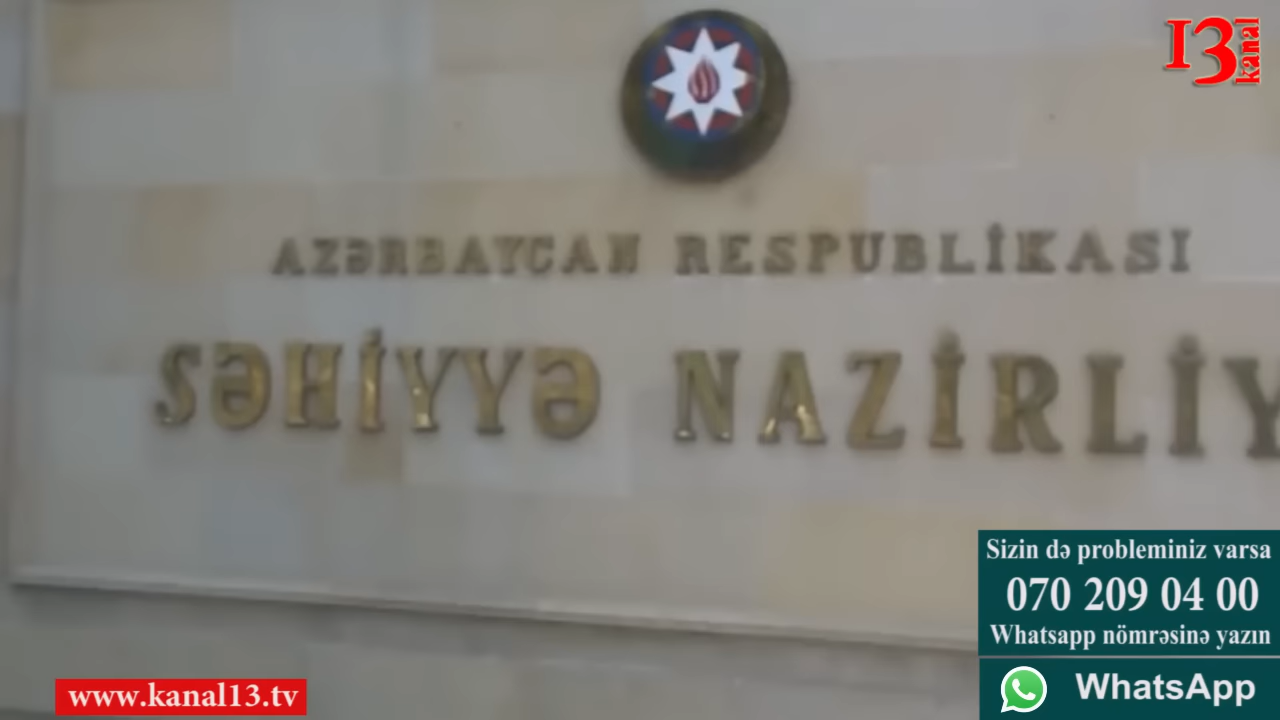 13 kanal
AZƏRBAYCAN RESPUBLİKASI
SƏHİYYƏ NAZİRLİY
Sizin də probleminiz varsa
070 209 04 00
Whatsapp nömrəsinə yazın
WhatsApp
www.kanal13.tv